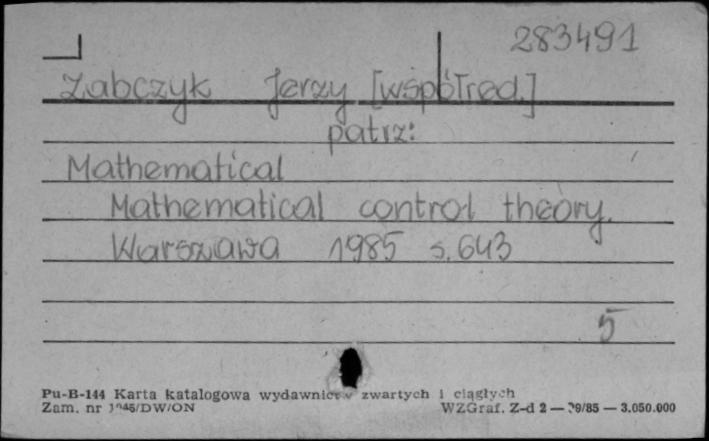 283491
Zabczyk Jerzy [współred.]
patrz:
Mathematical
Mathematical control theory.
Warszawa 1985 s. 643
5
Pu-B-144 Karta katalogowa wydawnictw zwartych i ciągłych
Zam. nr /DW/ON WZGraf. Z-d 2 — /85 — 3.050.000